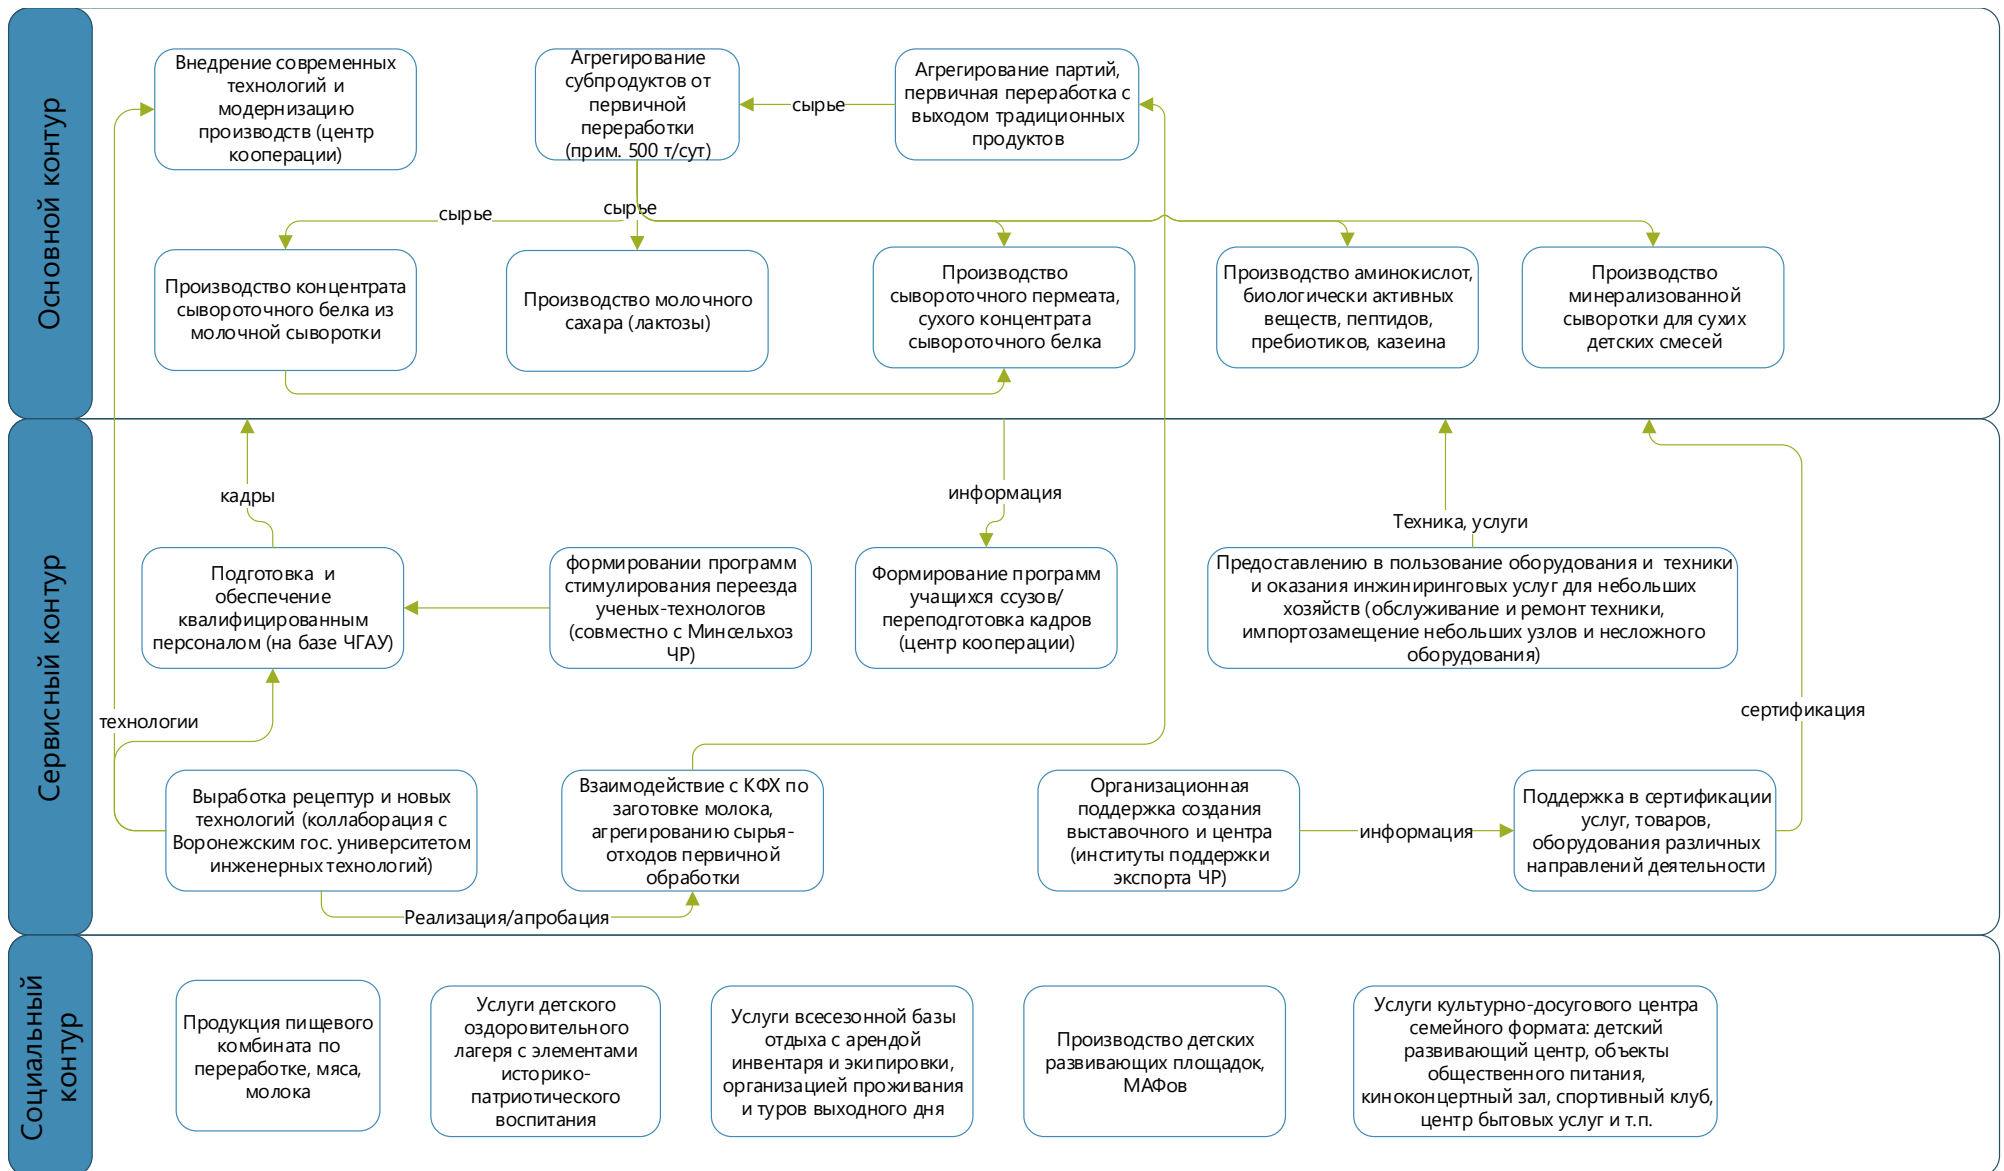 Основной контур
Внедрение современных
технологий и
модернизацию
производств (центр
кооперации)
Агрегирование
субпродуктов от
первичной
переработки
(прим. 500 т/сут)
сырье
Агрегирование партий,
первичная переработка с
выходом традиционных
продуктов
сырье
сырье
Производство концентрата
сывороточного белка из
молочной сыворотки
Производство молочного
сахара (лактозы)
Производство
сывороточного пермеата,
сухого концентрата
сывороточного белка
Производство аминокислот,
биологически активных
веществ, пептидов,
пребиотиков, казеина
Производство
минерализованной
сыворотки для сухих
детских смесей
Сервисный контур
кадры
информация
Техника, услуги
Подготовка  и
обеспечение
квалифицированным
персоналом (на базе ЧГАУ)
формировании программ
стимулирования переезда
ученых-технологов
(совместно с Минсельхоз
ЧР)
Формирование программ
учащихся ссузов/
переподготовка кадров
(центр кооперации)
Предоставлению в пользование оборудования и  техники
и оказания инжиниринговых услуг для небольших
хозяйств (обслуживание и ремонт техники,
импортозамещение небольших узлов и несложного
оборудования)
технологии
сертификация
Выработка рецептур и новых
технологий (коллаборация с
Воронежским гос. университетом
инженерных технологий)
Взаимодействие с КФХ по
заготовке молока,
агрегированию сырья-
отходов первичной
обработки
Организационная
поддержка создания
выставочного и центра
(институты поддержки
экспорта ЧР)
информация
Поддержка в сертификации
услуг, товаров,
оборудования различных
направлений деятельности
Реализация/апробация
Социальный
контур
Продукция пищевого
комбината по
переработке, мяса,
молока
Услуги детского
оздоровительного
лагеря с элементами
историко-
патриотического
воспитания
Услуги всесезонной базы
отдыха с арендой
инвентаря и экипировки,
организацией проживания
и туров выходного дня
Производство детских
развивающих площадок,
МАФов
Услуги культурно-досугового центра
семейного формата: детский
развивающий центр, объекты
общественного питания,
киноконцертный зал, спортивный клуб,
центр бытовых услуг и т.п.